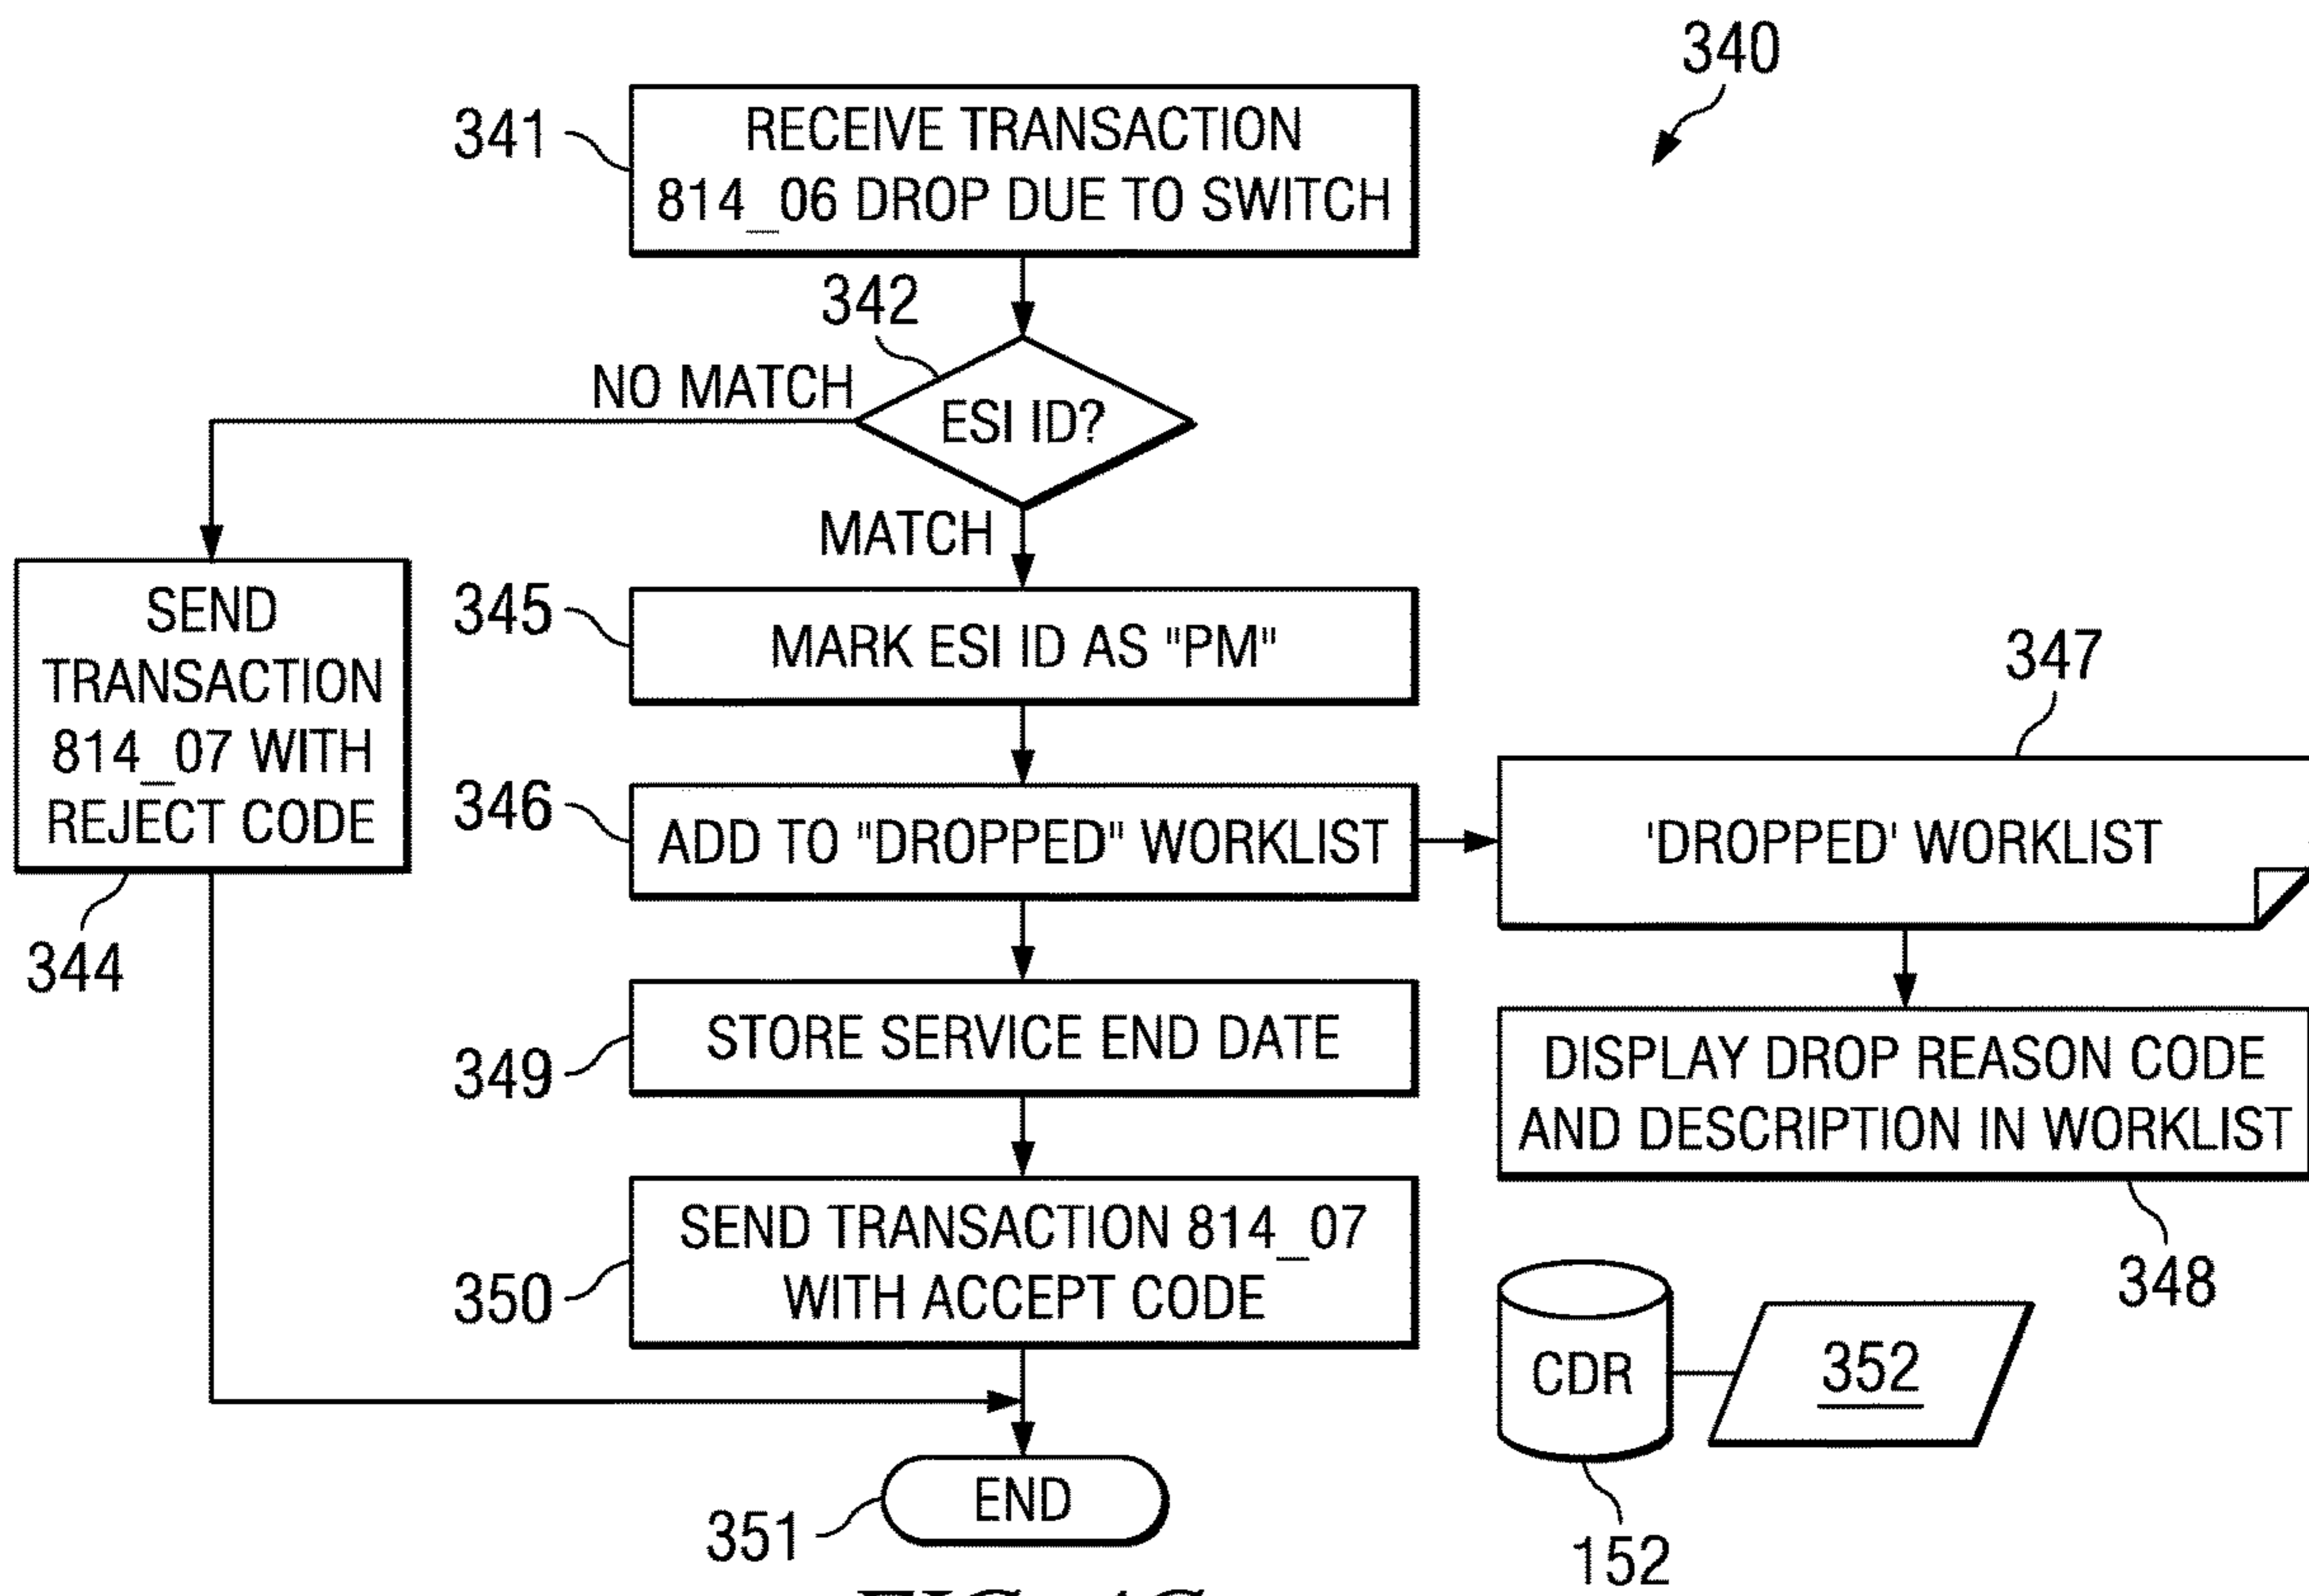 340
341
RECEIVE TRANSACTION
814_06 DROP DUE TO SWITCH
342
NO MATCH
ESI ID?
MATCH
SEND
TRANSACTION
814_07 WITH
REJECT CODE
344
345
MARK ESI ID AS "PM"
346
ADD TO "DROPPED" WORKLIST
347
'DROPPED' WORKLIST
349
STORE SERVICE END DATE
DISPLAY DROP REASON CODE
AND DESCRIPTION IN WORKLIST
348
350
SEND TRANSACTION 814_07
WITH ACCEPT CODE
CDR
352
152
351
END